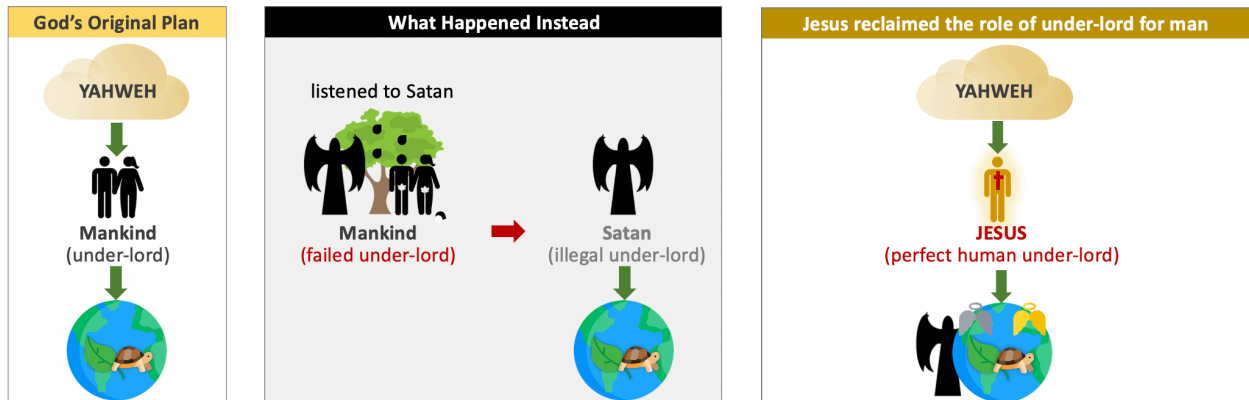 God's Original Plan
YAHWEH
Mankind
(under-lord)
What Happened Instead
listened to Satan
Mankind
(failed under-lord)
Satan
(illegal under-lord)
Jesus reclaimed the role of under-lord for man
YAHWEH
JESUS
(perfect human under-lord)